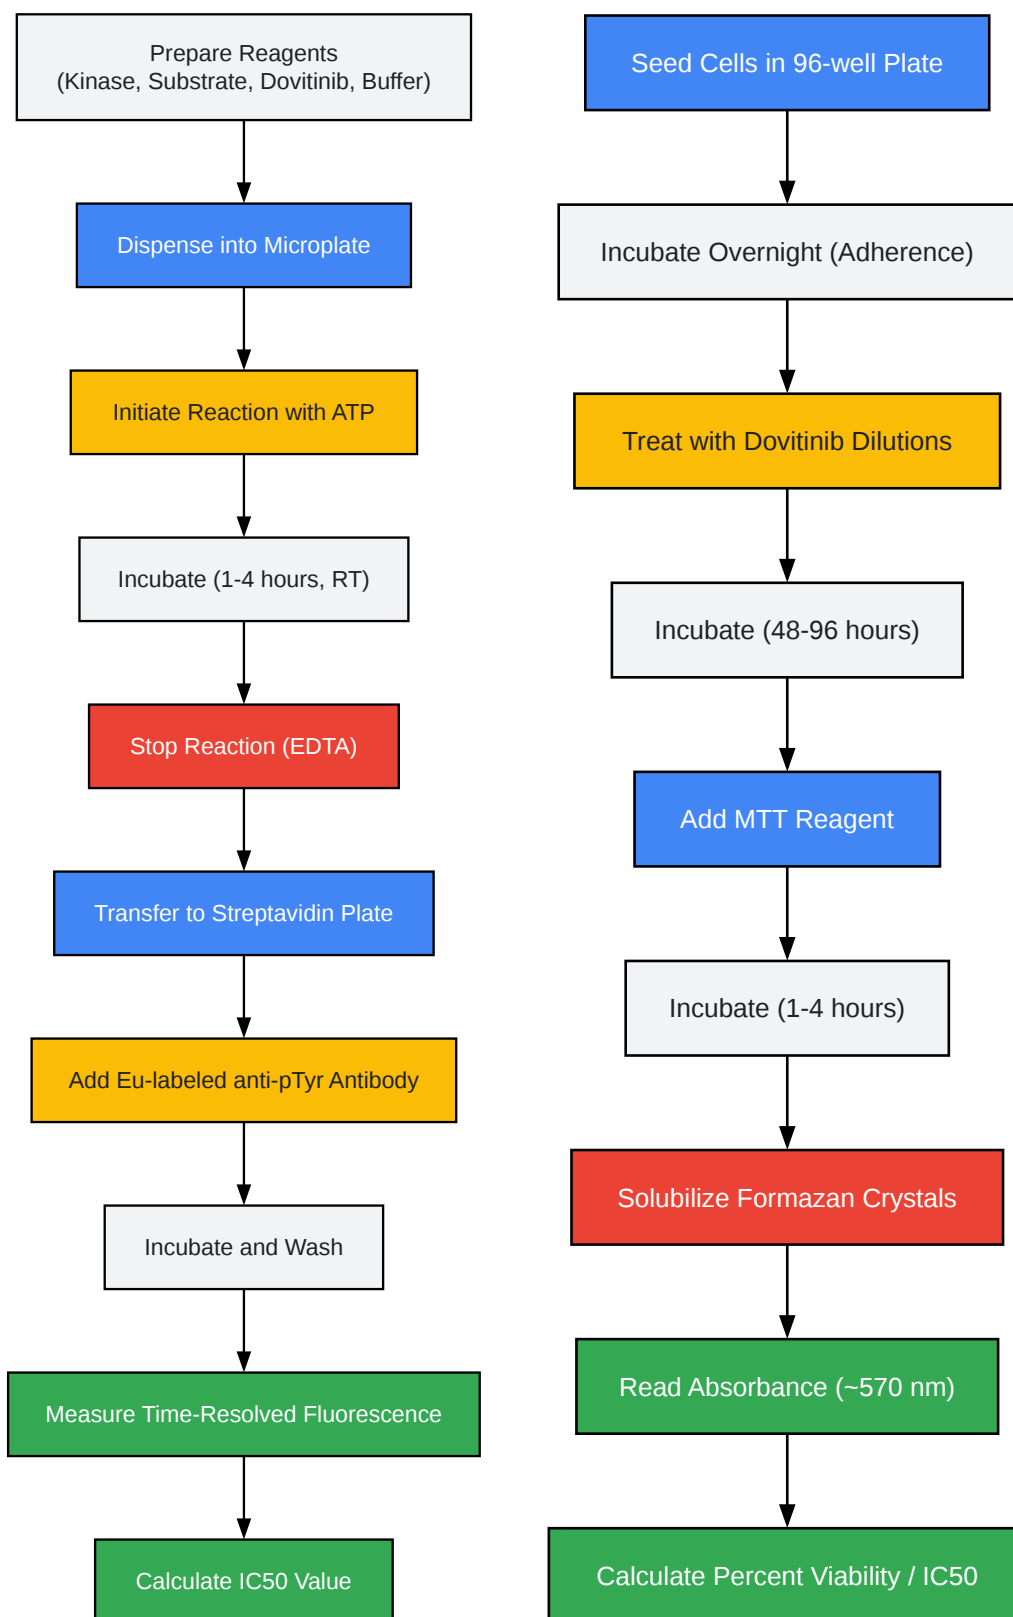 Prepare Reagents
(Kinase, Substrate, Dovitinib, Buffer)
Dispense into Microplate
Initiate Reaction with ATP
Incubate (1-4 hours, RT)
Stop Reaction (EDTA)
Transfer to Streptavidin Plate
Add Eu-labeled anti-pTyr Antibody
Incubate and Wash
Measure Time-Resolved Fluorescence
Calculate IC50 Value
Seed Cells in 96-well Plate
Incubate Overnight (Adherence)
Treat with Dovitinib Dilutions
Incubate (48-96 hours)
Add MTT Reagent
Incubate (1-4 hours)
Solubilize Formazan Crystals
Read Absorbance (~570 nm)
Calculate Percent Viability / IC50